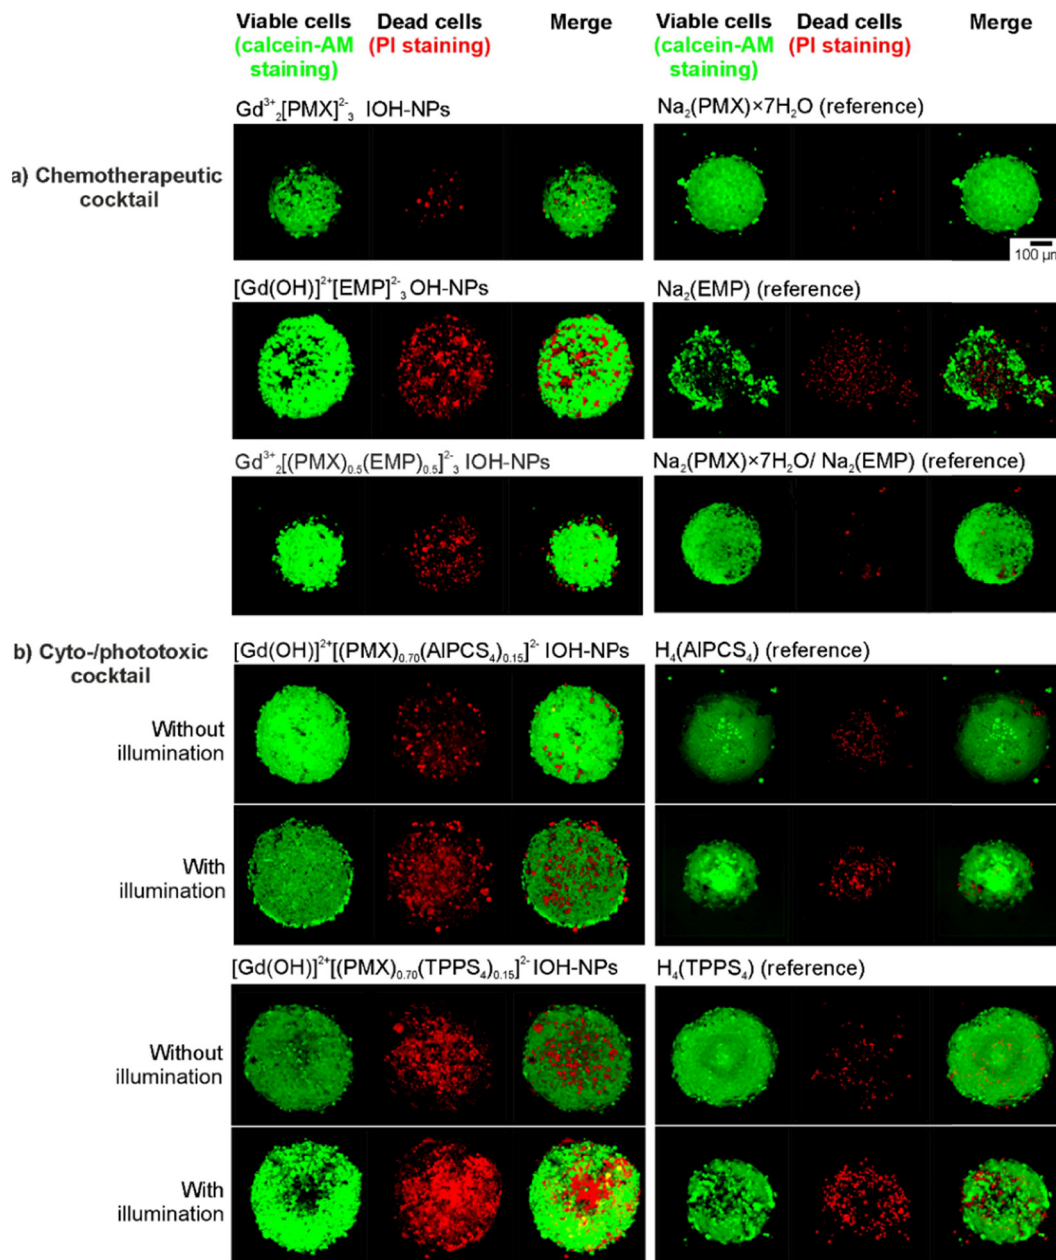 Viable cells Dead cells Merge Viable cells Dead cells Merge
(calcein-AM (PI staining) (calcein-AM (PI staining)
staining) staining)
Gd³⁺₂[PMX]²⁻₃ IOH-NPs Na₂(PMX)×7H₂O (reference)
a) Chemotherapeutic
cocktail
100 µm
[Gd(OH)]²⁺[EMP]²⁻₃ OH-NPs Na₂(EMP) (reference)
Gd³⁺₂[(PMX)₀.₅(EMP)₀.₅]²⁻₃ IOH-NPs Na₂(PMX)×7H₂O/ Na₂(EMP) (reference)
b) Cyto-/phototoxic [Gd(OH)]²⁺[(PMX)₀.₇₀(AlPCS₄)₀.₁₅]²⁻ IOH-NPs H₄(AlPCS₄) (reference)
cocktail
Without
illumination
With
illumination
[Gd(OH)]²⁺[(PMX)₀.₇₀(TPPS₄)₀.₁₅]²⁻ IOH-NPs H₄(TPPS₄) (reference)
Without
illumination
With
illumination